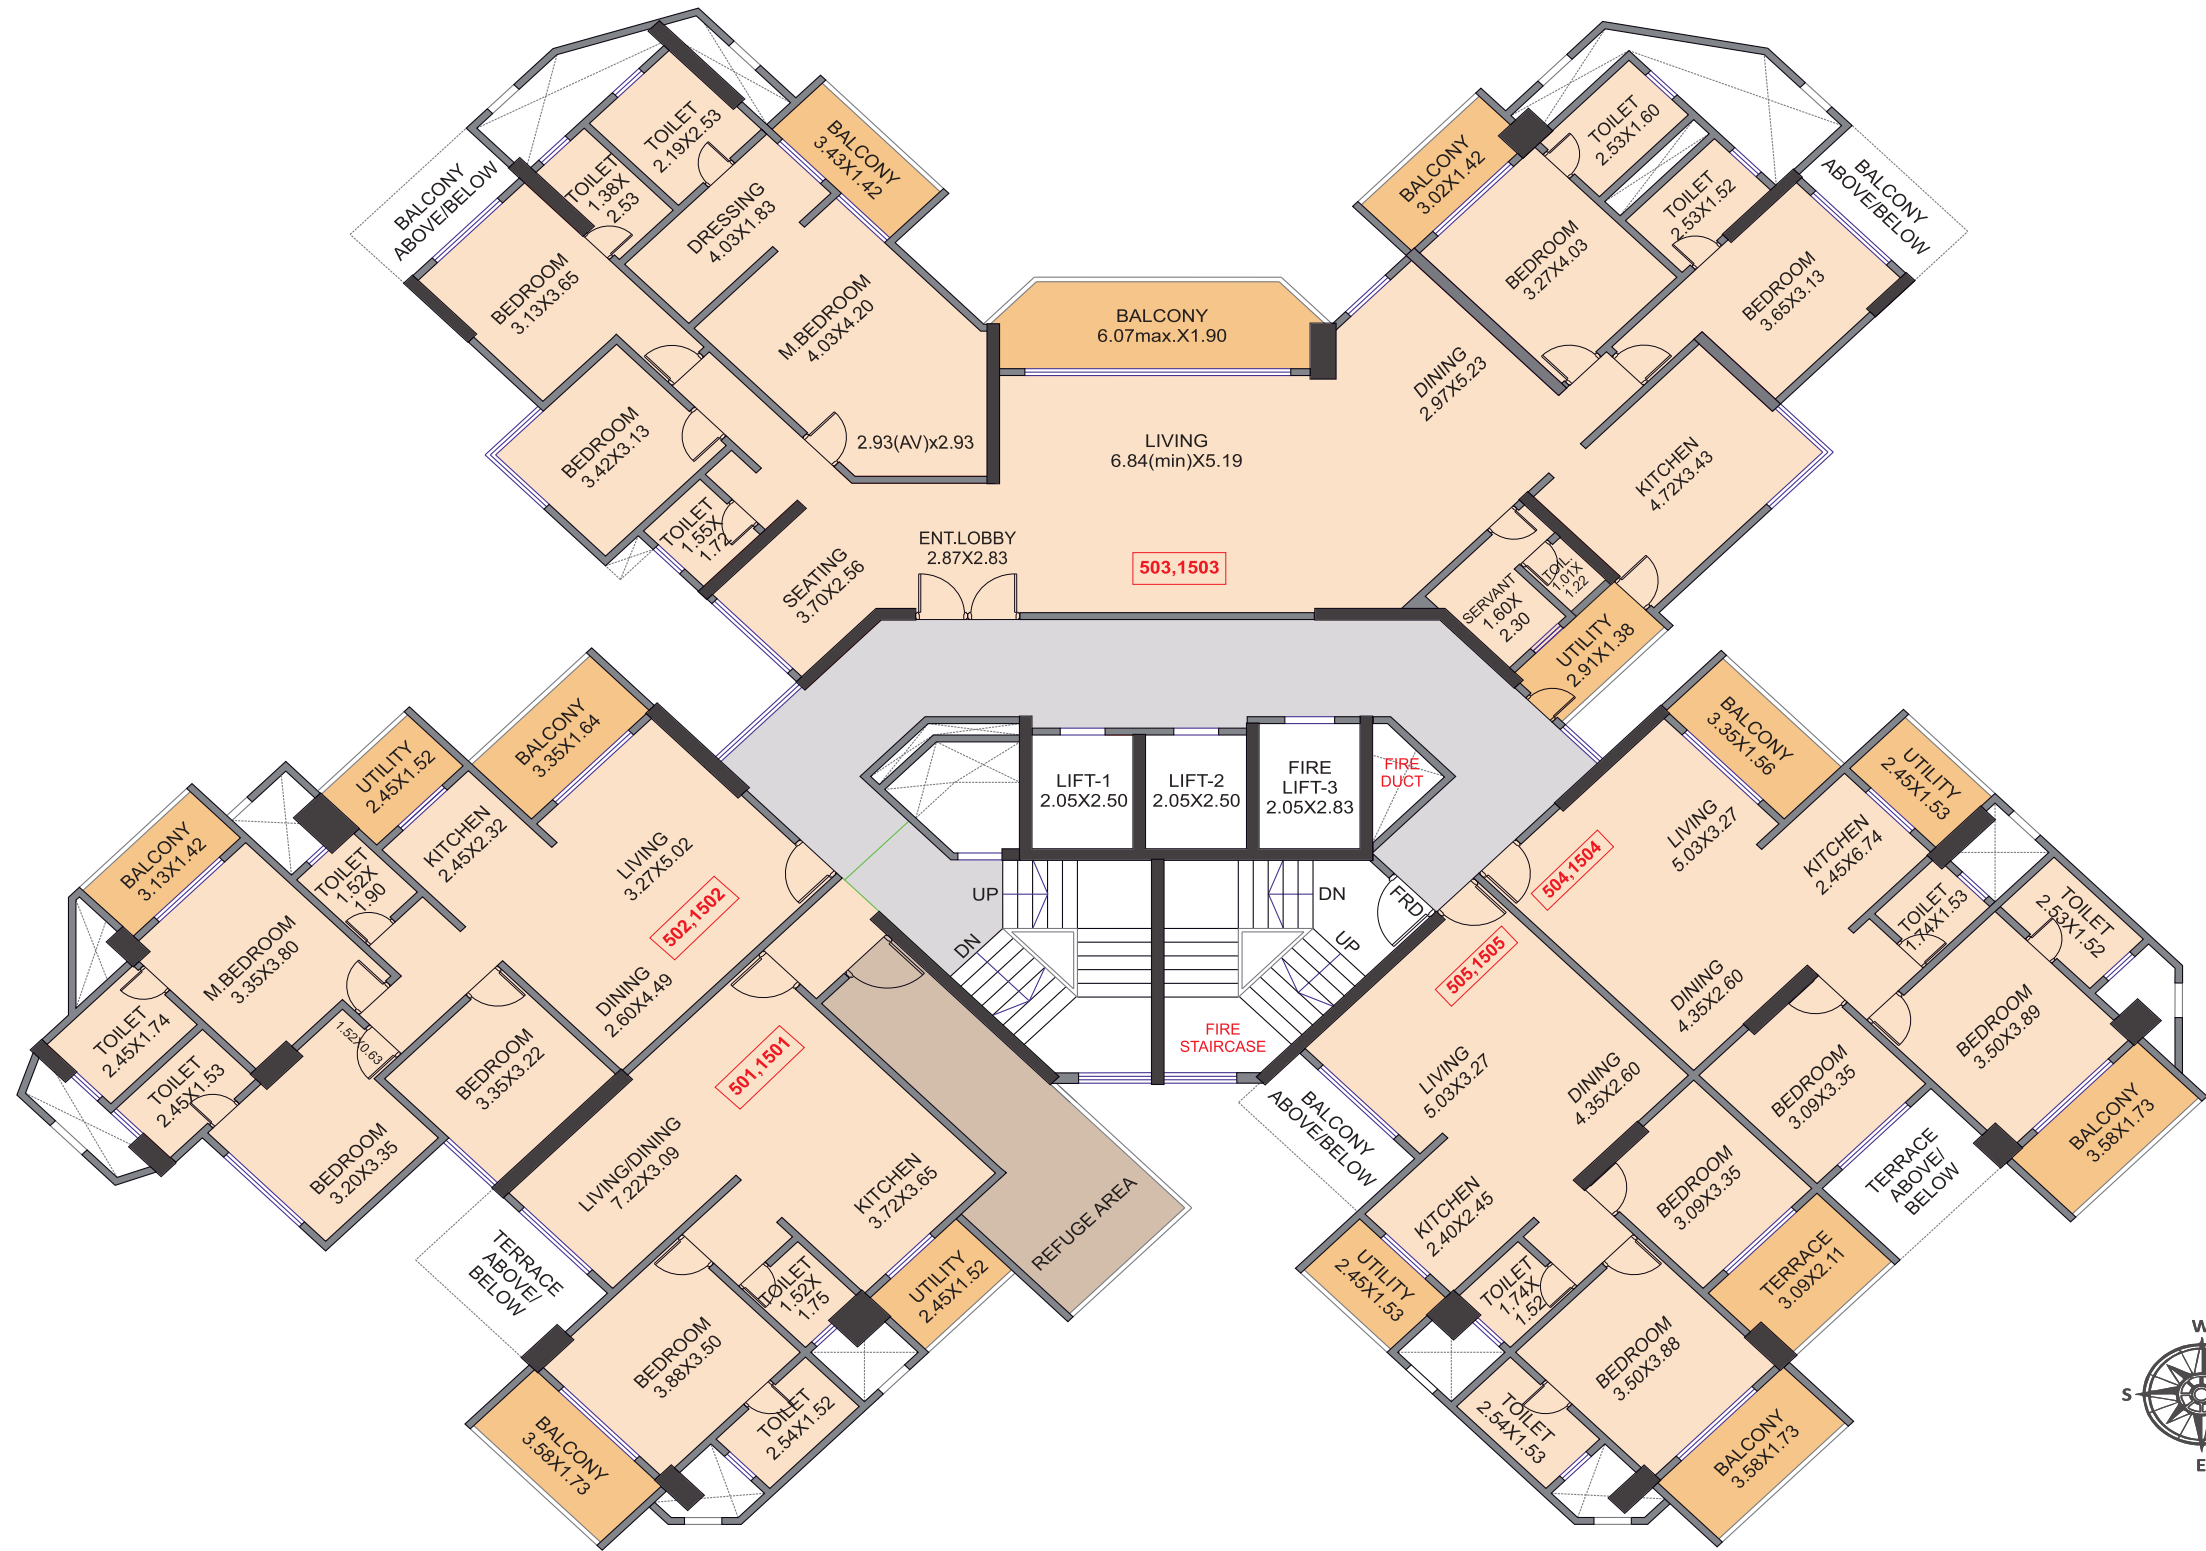 BALCONY
ABOVE/BELOW
TOILET
2.19X2.53
TOILET
1.38X
2.53
BALCONY
3.43X1.42
DRESSING
4.03X1.83
BEDROOM
3.13X3.65
M.BEDROOM
4.03X4.20
2.93(AV)x2.93
BEDROOM
3.42X3.13
TOILET
1.55X
1.72
SEATING
3.70X2.56
ENT.LOBBY
2.87X2.83
BALCONY
6.07max.X1.90
LIVING
6.84(min)X5.19
503,1503
DINING
2.97X5.23
BALCONY
3.02X1.42
TOILET
2.53X1.60
TOILET
2.53X1.52
BALCONY
ABOVE/BELOW
BEDROOM
3.27X4.03
BEDROOM
3.65X3.13
KITCHEN
4.72X3.43
SERVANT
1.60X
2.30
TOIL.
1.01X
1.22
UTILITY
2.91X1.38
BALCONY
3.35X1.64
UTILITY
2.45X1.52
KITCHEN
2.45X2.32
LIVING
3.27X5.02
502,1502
BALCONY
3.13X1.42
TOILET
1.52X
1.90
M.BEDROOM
3.35X3.80
DINING
2.60X4.49
TOILET
2.45X1.74
TOILET
2.45X1.53
1.52X0.63
BEDROOM
3.35X3.22
BEDROOM
3.20X3.35
LIFT-1
2.05X2.50
LIFT-2
2.05X2.50
FIRE
LIFT-3
2.05X2.83
FIRE
DUCT
UP
DN
DN
UP
FRD
FIRE
STAIRCASE
501,1501
LIVING/DINING
7.22X3.09
KITCHEN
3.72X3.65
REFUGE AREA
TERRACE
ABOVE/
BELOW
TOILET
1.52X
1.75
UTILITY
2.45X1.52
BEDROOM
3.88X3.50
TOILET
2.54X1.52
BALCONY
3.58X1.73
BALCONY
3.35X1.56
UTILITY
2.45X1.53
LIVING
5.03X3.27
KITCHEN
2.45X6.74
504,1504
TOILET
1.74X1.53
TOILET
2.53X1.52
DINING
4.35X2.60
BEDROOM
3.50X3.89
BEDROOM
3.09X3.35
BALCONY
3.58X1.73
TERRACE
ABOVE/
BELOW
505,1505
LIVING
5.03X3.27
DINING
4.35X2.60
BALCONY
ABOVE/BELOW
BEDROOM
3.09X3.35
KITCHEN
2.40X2.45
UTILITY
2.45X1.53
TOILET
1.74X
1.52
TERRACE
3.09X2.11
BEDROOM
3.50X3.88
TOILET
2.54X1.53
BALCONY
3.58X1.73
W
S
E